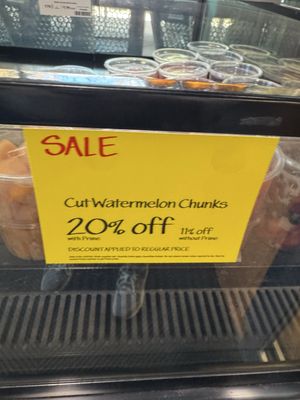 SALE
Cut Watermelon Chunks
20% off 11% off
with Prime without Prime
DISCOUNT APPLIED TO REGULAR PRICE